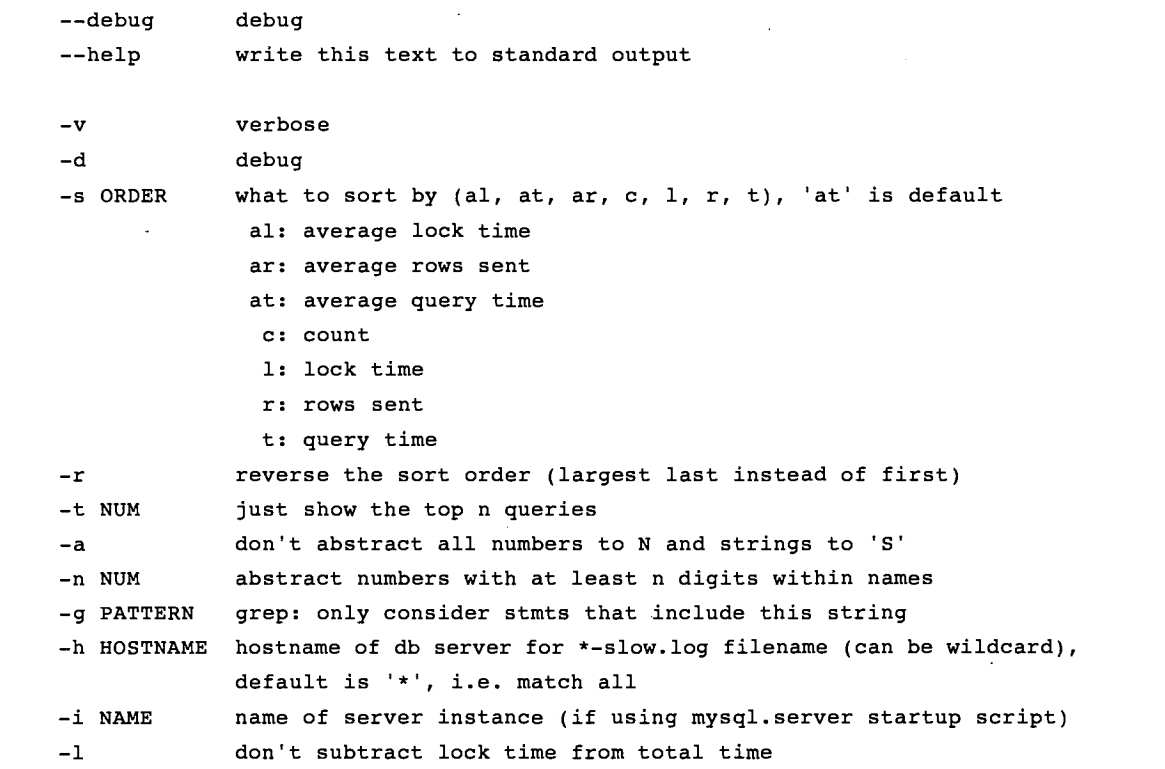 --debug debug
--help write this text to standard output
-v verbose
-d debug
-s ORDER what to sort by (al, at, ar, c, l, r, t), 'at' is default
al: average lock time
ar: average rows sent
at: average query time
c: count
l: lock time
r: rows sent
t: query time
-r reverse the sort order (largest last instead of first)
-t NUM just show the top n queries
-a don't abstract all numbers to N and strings to 'S'
-n NUM abstract numbers with at least n digits within names
-g PATTERN grep: only consider stmts that include this string
-h HOSTNAME hostname of db server for *-slow.log filename (can be wildcard),
default is '*', i.e. match all
-i NAME name of server instance (if using mysql.server startup script)
-l don't subtract lock time from total time